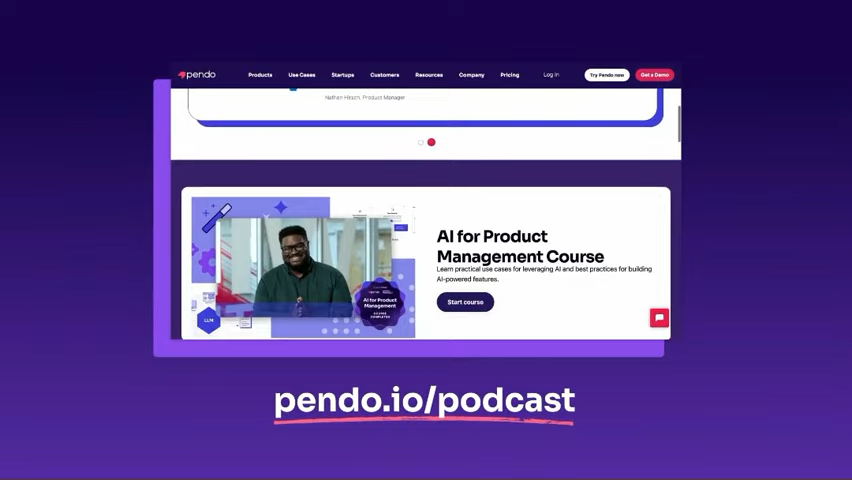 pendo
Products Use Cases Startups Customers Resources Company Pricing Log In Try Pendo now Get a Demo
Nathan Hirsch, Product Manager
AI for Product
Management Course
Learn practical use cases for leveraging AI and best practices for building
AI-powered features.
Start course
AI for Product
Management
COURSE
COMPLETED
LLM
pendo.io/podcast